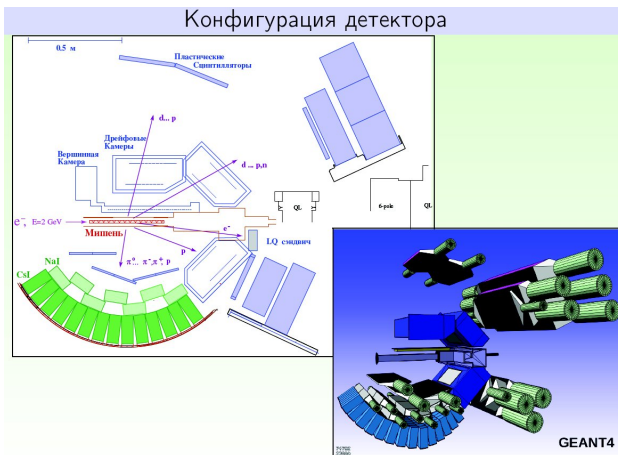 Конфигурация детектора
0.5 м
Пластические
Сцинтилляторы
d... p
Дрейфовые
Камеры
Вершинная
Камера
d ... p,n
QL
6-pole
QL
e⁻, E=2 GeV
Мишень
e⁻
LQ сэндвич
p
π⁰... π⁻,π⁺, p
NaI
CsI
GEANT4